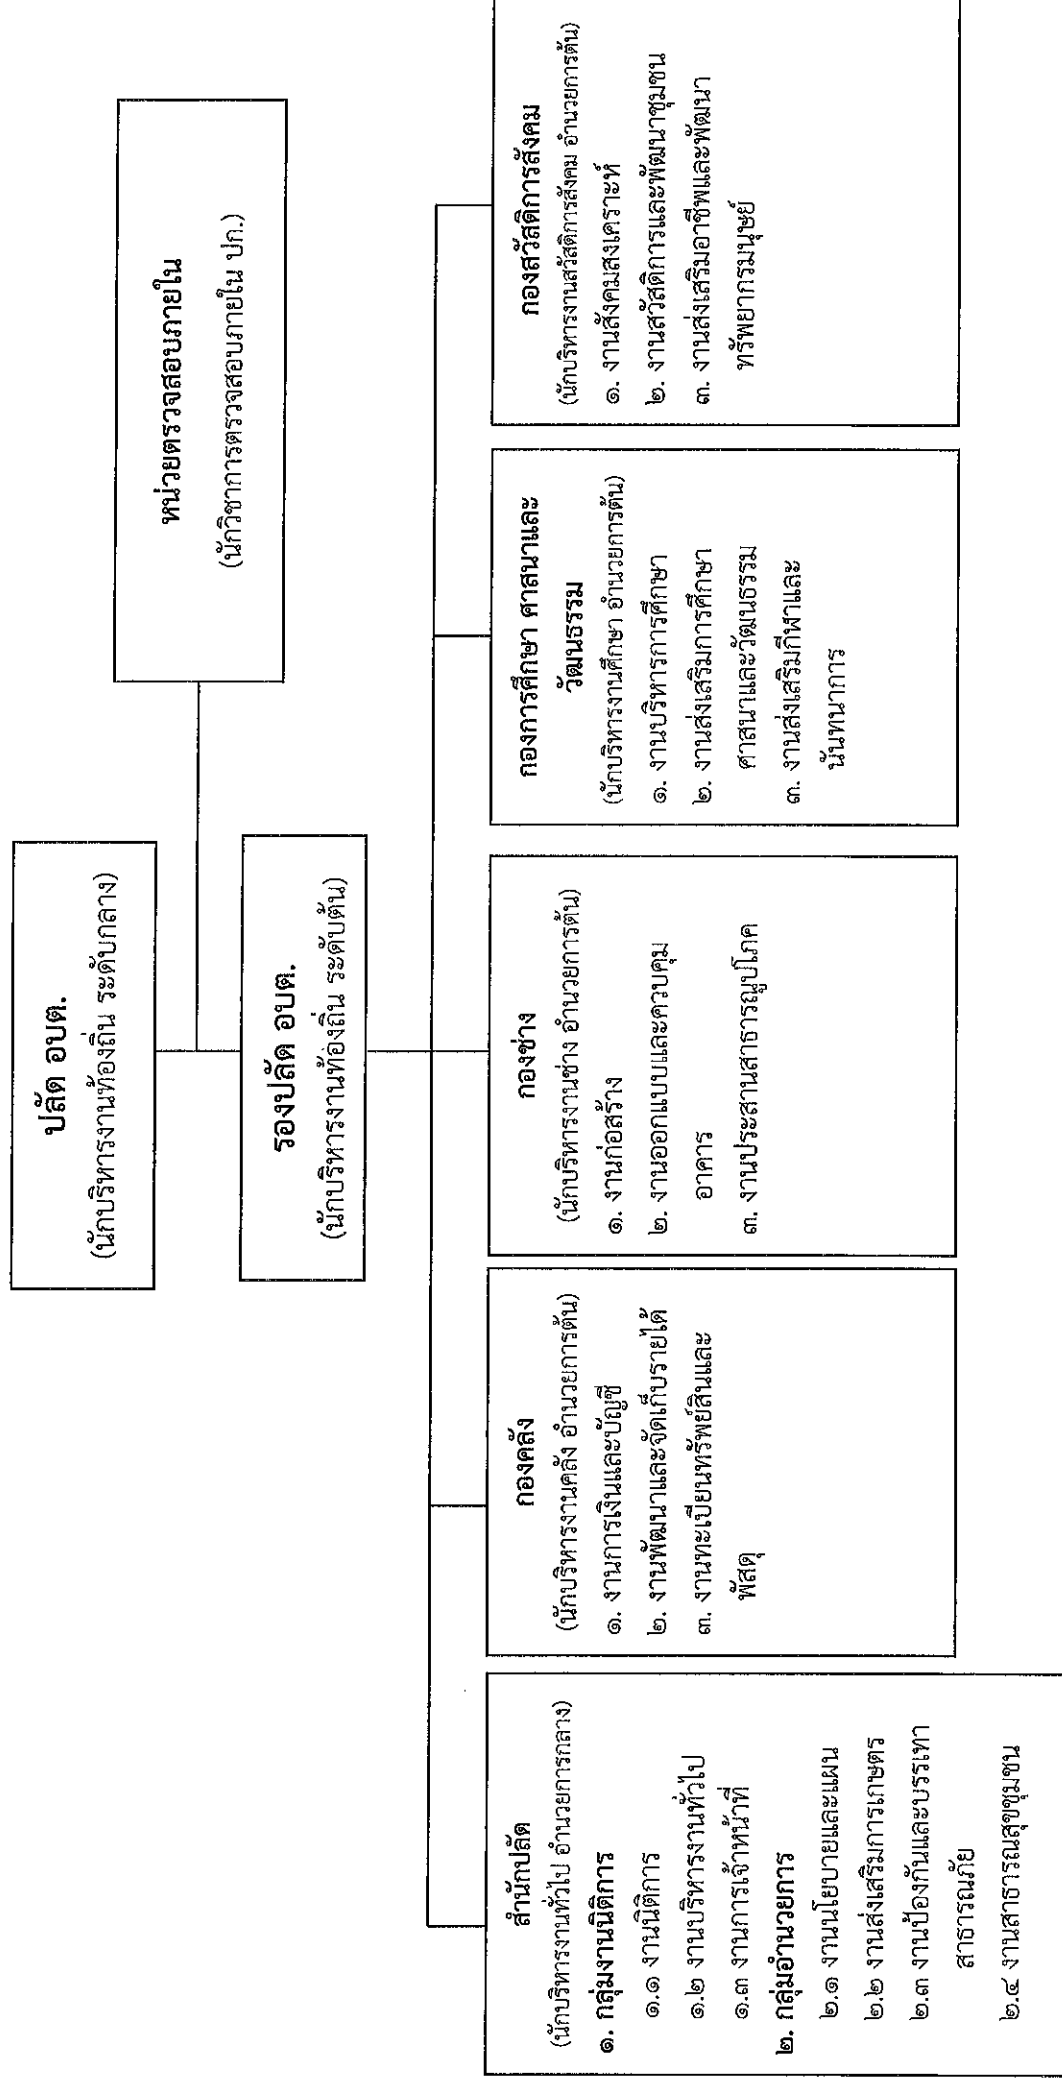 ปลัด อบต.
(นักบริหารงานท้องถิ่น ระดับกลาง)
หน่วยตรวจสอบภายใน
(นักวิชาการตรวจสอบภายใน ปก.)
รองปลัด อบต.
(นักบริหารงานท้องถิ่น ระดับต้น)
สำนักปลัด
(นักบริหารงานทั่วไป อำนวยการกลาง)
๑. กลุ่มงานนิติการ
๑.๑ งานนิติการ
๑.๒ งานบริหารงานทั่วไป
๑.๓ งานการเจ้าหน้าที่
๒. กลุ่มอำนวยการ
๒.๑ งานนโยบายและแผน
๒.๒ งานส่งเสริมการเกษตร
๒.๓ งานป้องกันและบรรเทา
สาธารณภัย
๒.๔ งานสาธารณสุขชุมชน
กองคลัง
(นักบริหารงานคลัง อำนวยการต้น)
๑. งานการเงินและบัญชี
๒. งานพัฒนาและจัดเก็บรายได้
๓. งานทะเบียนทรัพย์สินและ
พัสดุ
กองช่าง
(นักบริหารงานช่าง อำนวยการต้น)
๑. งานก่อสร้าง
๒. งานออกแบบและควบคุม
อาคาร
๓. งานประสานสาธารณูปโภค
กองการศึกษา ศาสนาและ
วัฒนธรรม
(นักบริหารงานศึกษา อำนวยการต้น)
๑. งานบริหารการศึกษา
๒. งานส่งเสริมการศึกษา
ศาสนาและวัฒนธรรม
๓. งานส่งเสริมกีฬาและ
นันทนาการ
กองสวัสดิการสังคม
(นักบริหารงานสวัสดิการสังคม อำนวยการต้น)
๑. งานสังคมสงเคราะห์
๒. งานสวัสดิการและพัฒนาชุมชน
๓. งานส่งเสริมอาชีพและพัฒนา
ทรัพยากรมนุษย์